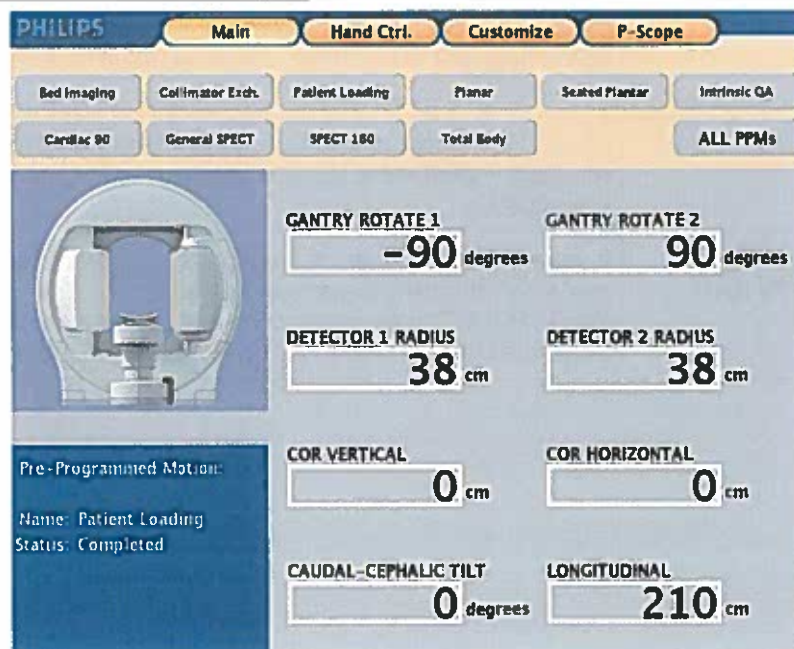 PHILIPS Main Hand Ctrl. Customize P-Scope
Bed Imaging Collimator Exch. Patient Loading Planar Seated Planar Intrinsic QA
Cardiac 90 General SPECT SPECT 180 Total Body ALL PPMs
GANTRY ROTATE 1 GANTRY ROTATE 2
-90 degrees 90 degrees
DETECTOR 1 RADIUS DETECTOR 2 RADIUS
38 cm 38 cm
Pre-Programmed Motion:
Name: Patient Loading
Status: Completed
COR VERTICAL COR HORIZONTAL
0 cm 0 cm
CAUDAL-CEPHALIC TILT LONGITUDINAL
0 degrees 210 cm